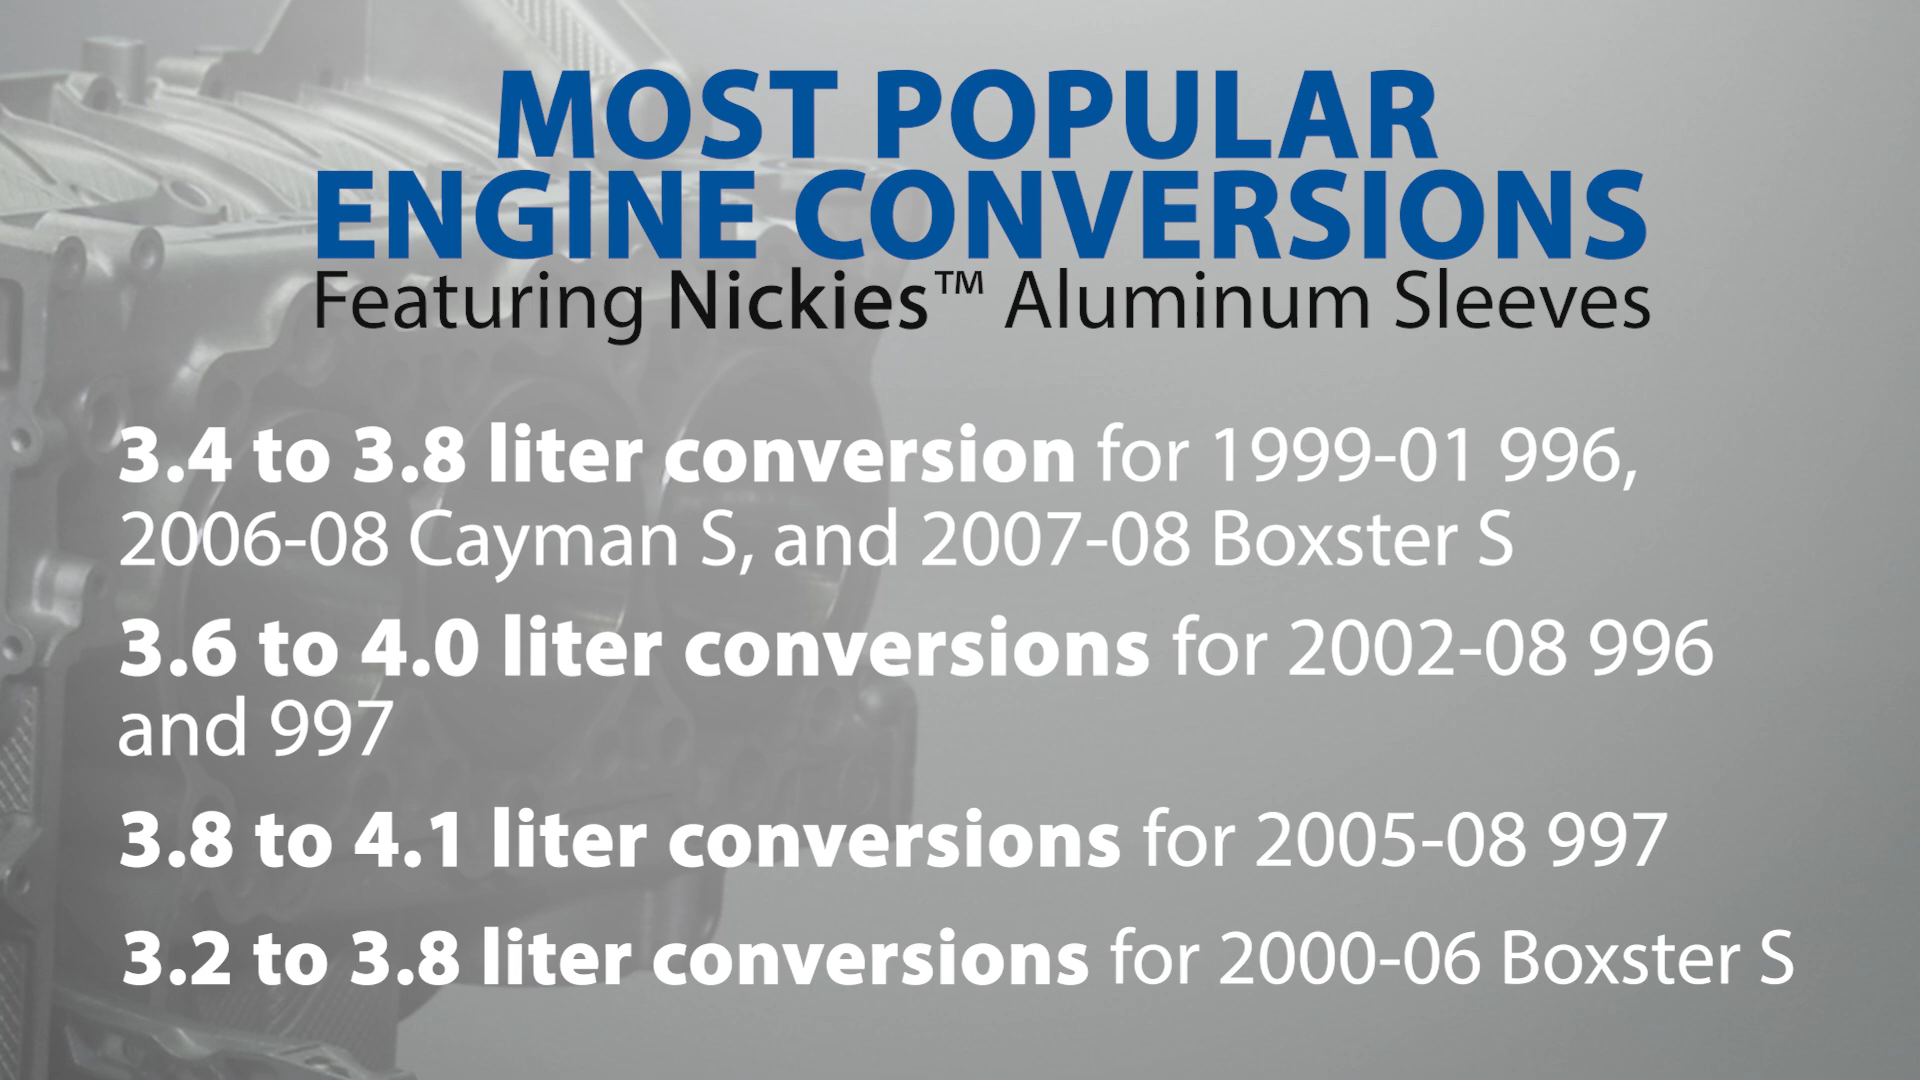 MOST POPULAR
ENGINE CONVERSIONS
Featuring Nickies™ Aluminum Sleeves
3.4 to 3.8 liter conversion for 1999-01 996,
2006-08 Cayman S, and 2007-08 Boxster S
3.6 to 4.0 liter conversions for 2002-08 996
and 997
3.8 to 4.1 liter conversions for 2005-08 997
3.2 to 3.8 liter conversions for 2000-06 Boxster S